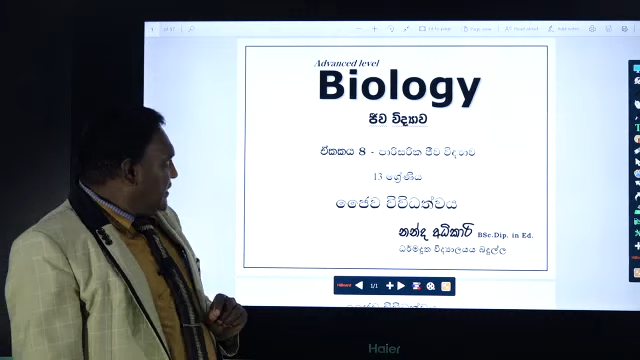 Advanced level
Biology
ජීව විද්‍යාව
ඒකකය 8 - පාරිසරික ජීව විද්‍යාව
13 ශ්‍රේණිය
ජෛව විවිධත්වය
නන්ද අධිකාරි BSc.Dip. in Ed.
ධර්මදූත විද්‍යාලයය බදුල්ල
1/1
Haier